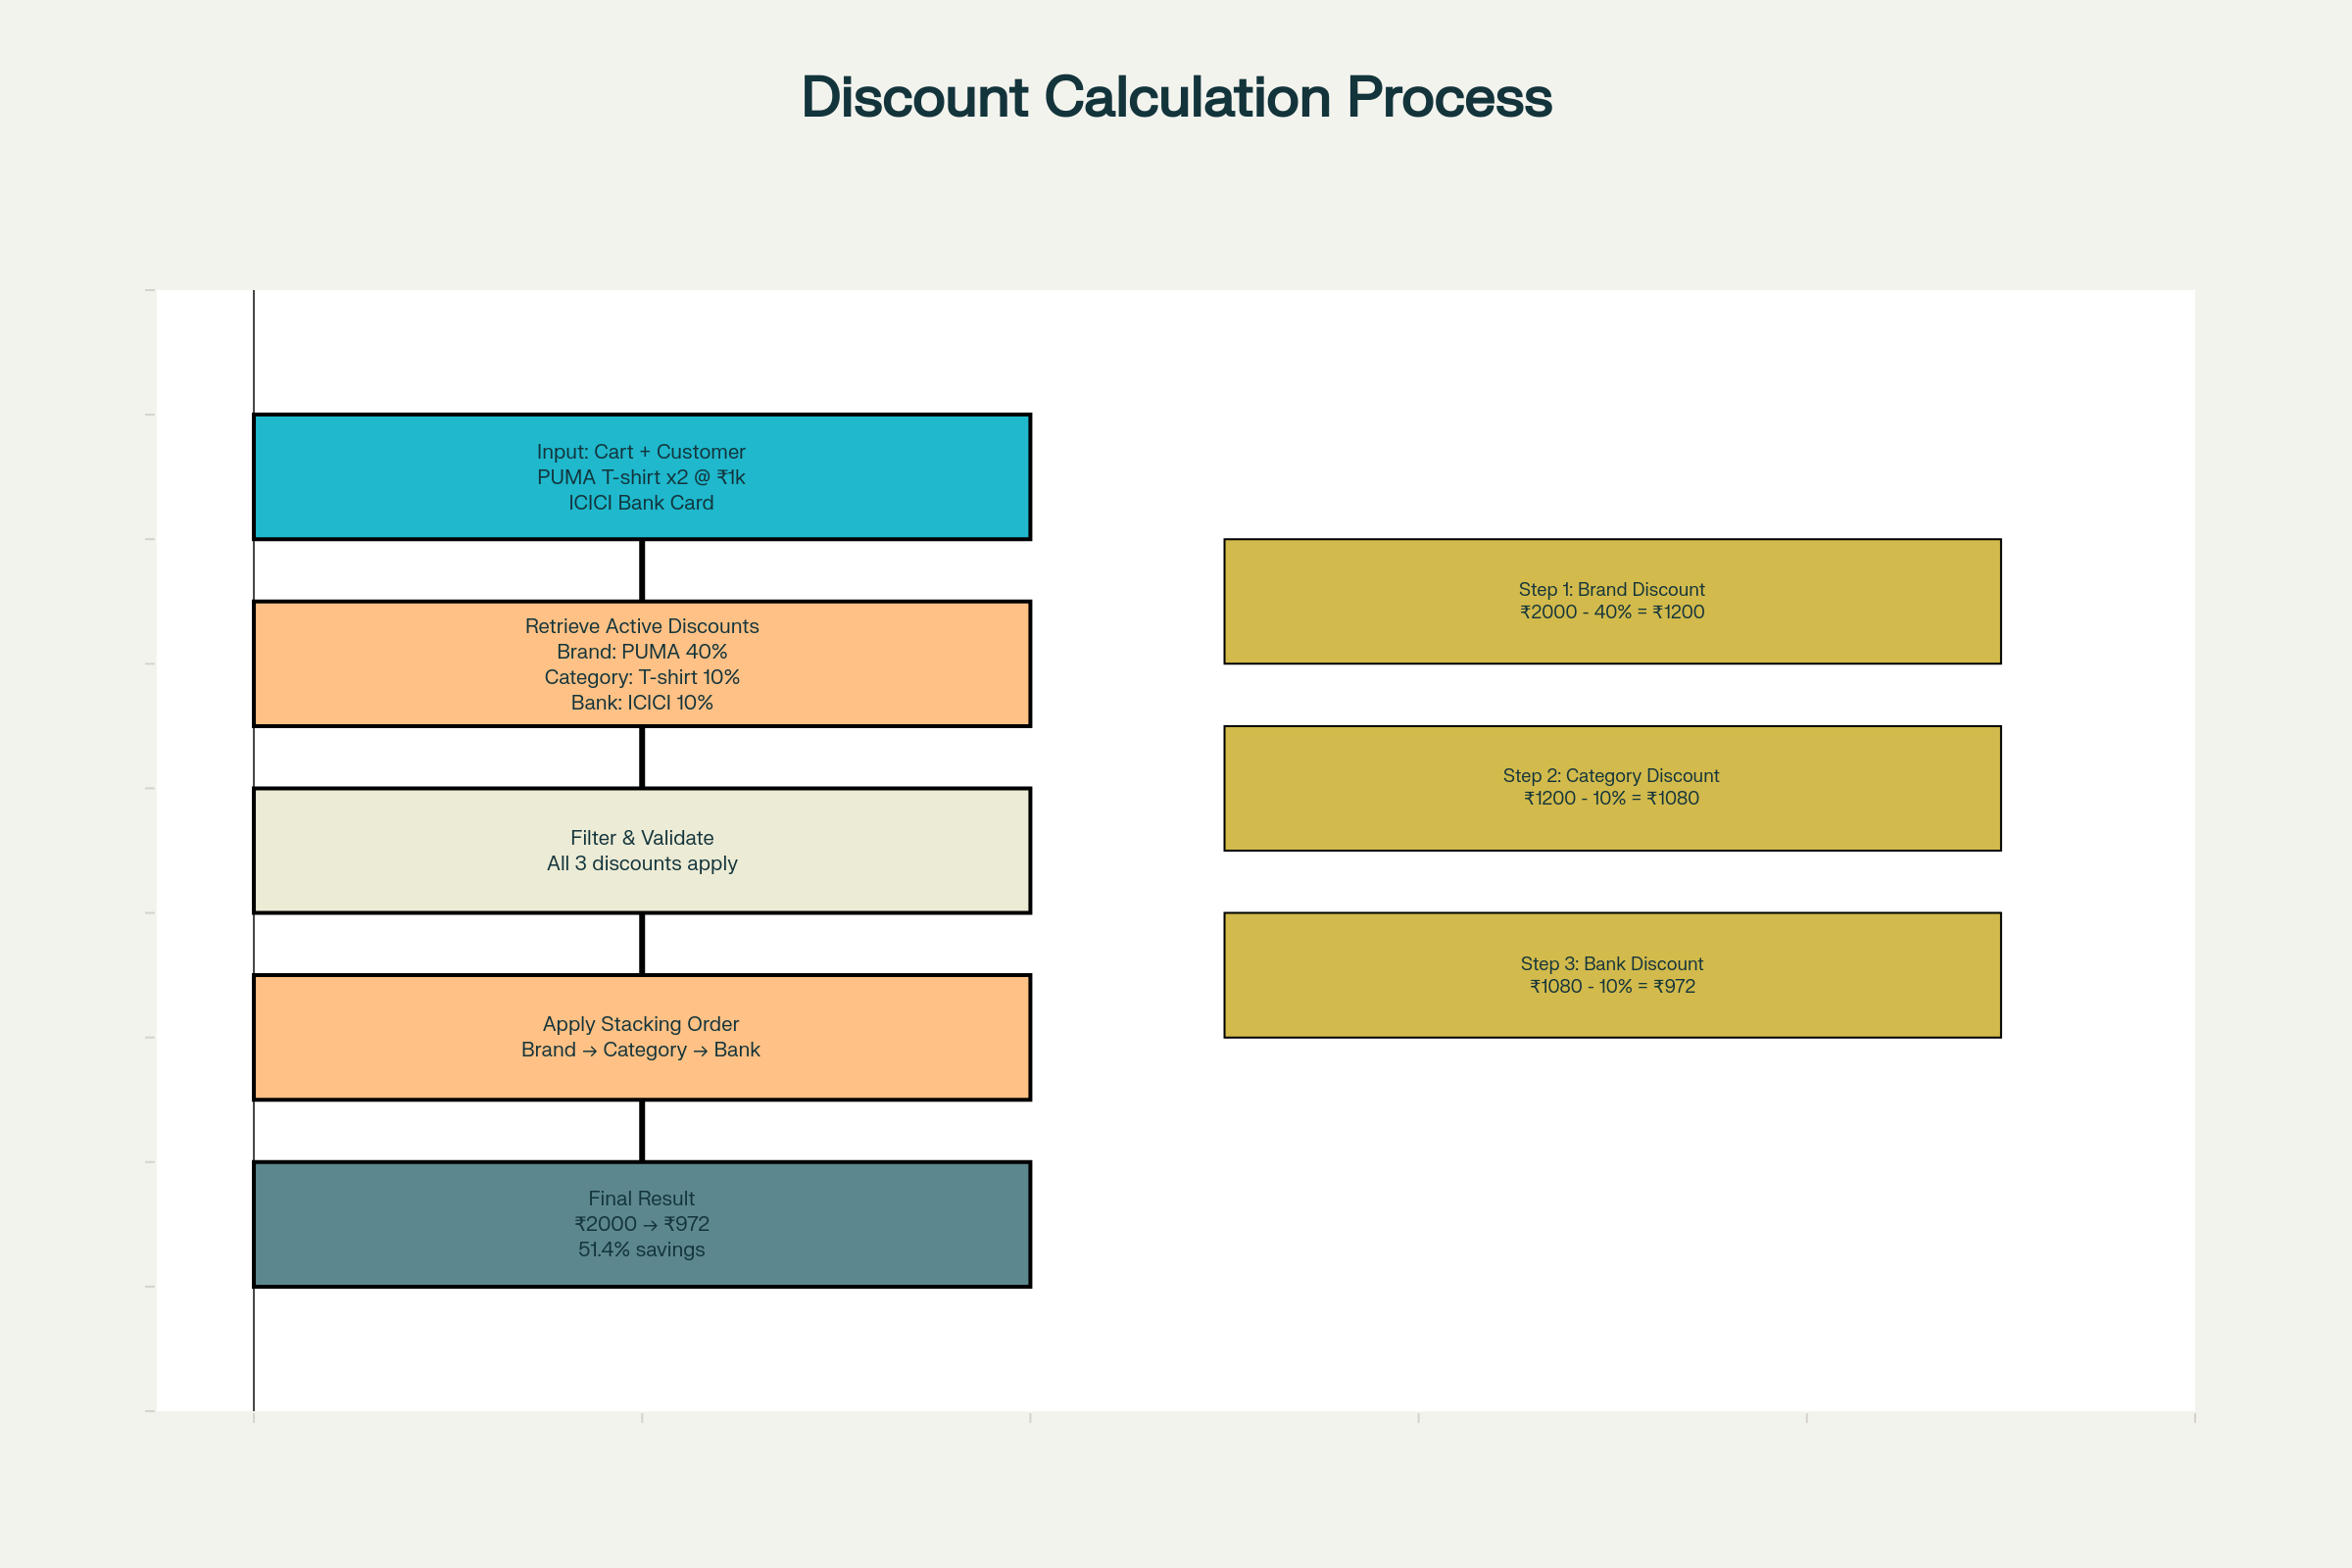 Discount Calculation Process
Input: Cart + Customer
PUMA T-shirt x2 @ ₹1k
ICICI Bank Card
Retrieve Active Discounts
Brand: PUMA 40%
Category: T-shirt 10%
Bank: ICICI 10%
Filter & Validate
All 3 discounts apply
Apply Stacking Order
Brand → Category → Bank
Final Result
₹2000 → ₹972
51.4% savings
Step 1: Brand Discount
₹2000 - 40% = ₹1200
Step 2: Category Discount
₹1200 - 10% = ₹1080
Step 3: Bank Discount
₹1080 - 10% = ₹972